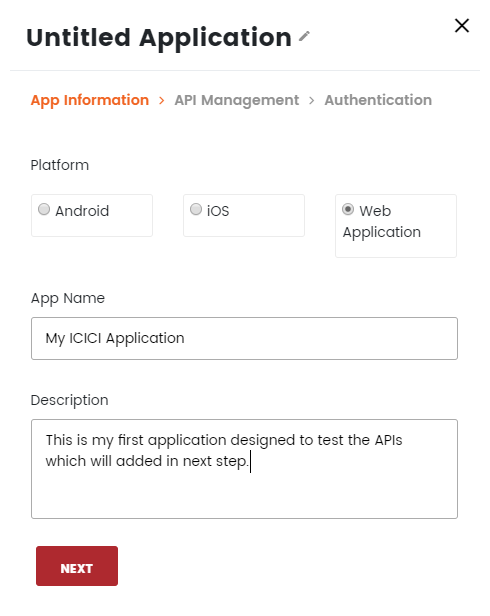 Untitled Application
App Information > API Management > Authentication
Platform
Android
iOS
Web
Application
App Name
My ICICI Application
Description
This is my first application designed to test the APIs
which will added in next step.
NEXT